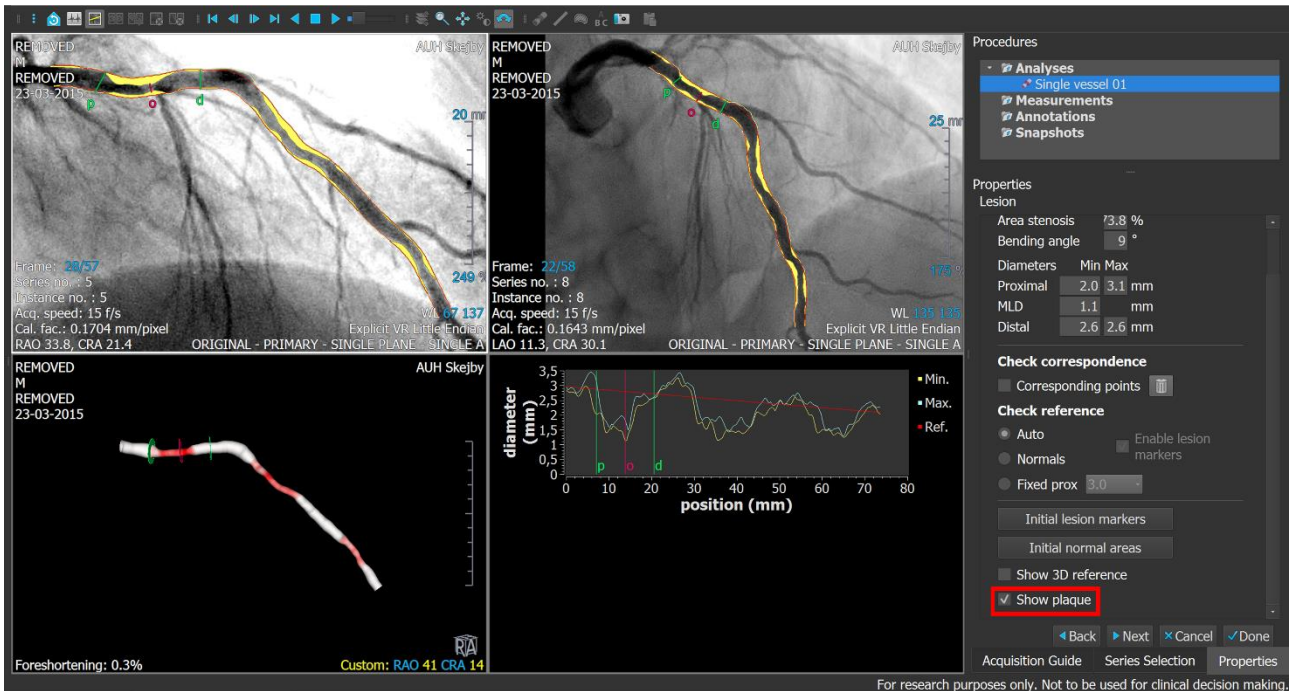 REMOVED
M
REMOVED
23-03-2015
AUH Skejby
p
o
d
20 mm
249 %
Frame: 28/57
Series no. : 5
Instance no. : 5
Acq. speed: 15 f/s
Cal. fac.: 0.1704 mm/pixel
RAO 33.8, CRA 21.4
WL 67 137
Explicit VR Little Endian
ORIGINAL - PRIMARY - SINGLE PLANE - SINGLE A
REMOVED
M
REMOVED
23-03-2015
AUH Skejby
p
o
d
25 mm
175
Frame: 22/58
Series no. : 8
Instance no. : 8
Acq. speed: 15 f/s
Cal. fac.: 0.1643 mm/pixel
LAO 11.3, CRA 30.1
WL 135 135
Explicit VR Little Endian
ORIGINAL - PRIMARY - SINGLE PLANE - SINGLE A
REMOVED
M
REMOVED
23-03-2015
AUH Skejby
Foreshortening: 0.3%
Custom: RAO 41 CRA 14
diameter
(mm)
3,5
3
2,5
2
1,5
1
0,5
0
p
o
d
0 10 20 30 40 50 60 70 80
position (mm)
Min.
Max.
Ref.
Procedures
Analyses
Single vessel 01
Measurements
Annotations
Snapshots
Properties
Lesion
Area stenosis 73.8 %
Bending angle 9 °
Diameters Min Max
Proximal 2.0 3.1 mm
MLD 1.1 mm
Distal 2.6 2.6 mm
Check correspondence
Corresponding points
Check reference
Auto
Normals
Enable lesion
markers
Fixed prox 3.0
Initial lesion markers
Initial normal areas
Show 3D reference
Show plaque
Back Next Cancel Done
Acquisition Guide Series Selection Properties
For research purposes only. Not to be used for clinical decision making.